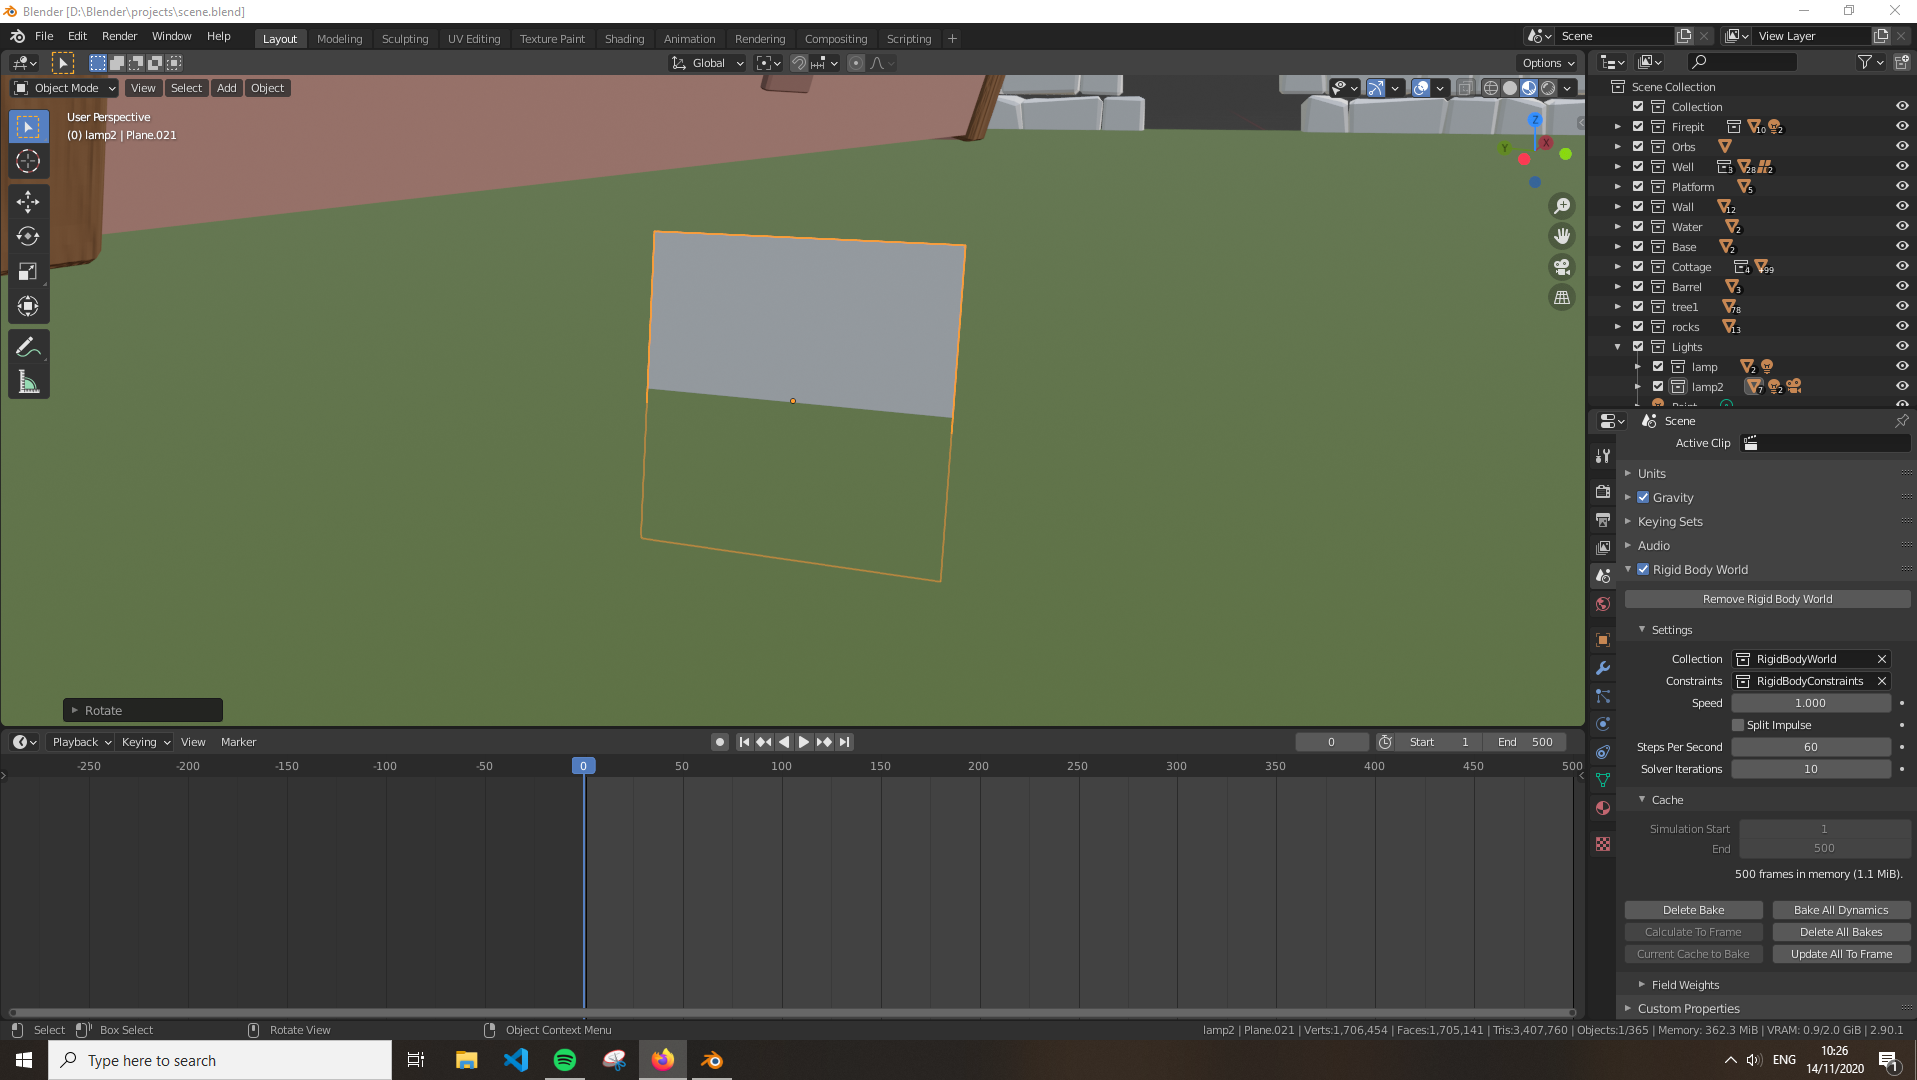 Blender [D:\Blender\projects\scene.blend]
File Edit Render Window Help
Layout Modeling Sculpting UV Editing Texture Paint Shading Animation Rendering Compositing Scripting +
Scene
View Layer
Global
Options
Object Mode View Select Add Object
User Perspective
(0) lamp2 | Plane.021
Z
Y
X
Rotate
Scene Collection
Collection
Firepit 10 2
Orbs
Well 3 28 2
Platform 5
Wall 12
Water 2
Base 2
Cottage 4 +99
Barrel 3
tree1 78
rocks 13
Lights
lamp 2
lamp2 7 2
Scene
Active Clip
Units
Gravity
Keying Sets
Audio
Rigid Body World
Remove Rigid Body World
Settings
Collection RigidBodyWorld
Constraints RigidBodyConstraints
Speed 1.000
Split Impulse
Steps Per Second 60
Solver Iterations 10
Cache
Simulation Start 1
End 500
500 frames in memory (1.1 MiB).
Delete Bake Bake All Dynamics
Calculate To Frame Delete All Bakes
Current Cache to Bake Update All To Frame
Field Weights
Custom Properties
Playback Keying View Marker
0 Start 1 End 500
-250 -200 -150 -100 -50 0 50 100 150 200 250 300 350 400 450 500
Select Box Select Rotate View Object Context Menu
lamp2 | Plane.021 | Verts:1,706,454 | Faces:1,705,141 | Tris:3,407,760 | Objects:1/365 | Memory: 362.3 MiB | VRAM: 0.9/2.0 GiB | 2.90.1
Type here to search
ENG
10:26
14/11/2020
1